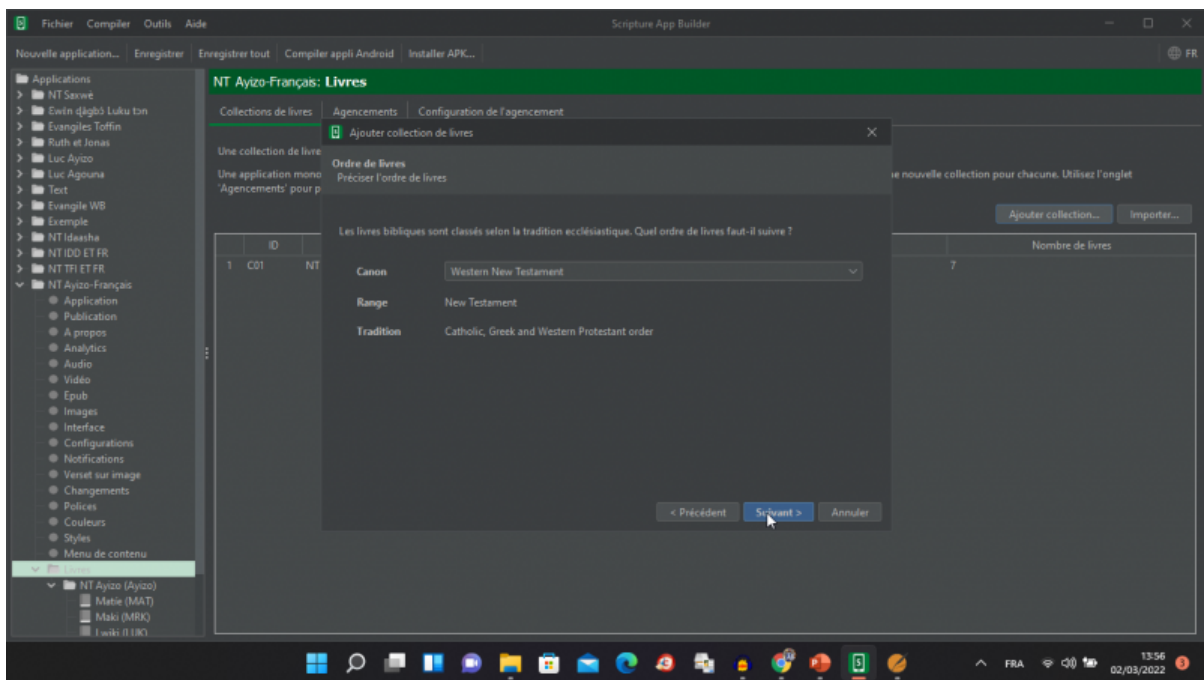 Fichier Compiler Outils Aide
Scripture App Builder
Nouvelle application... Enregistrer Enregistrer tout Compiler appli Android Installer APK...
FR
Applications
NT Saxwè
Ewún dagbó Luku tɔn
Evangiles Toffin
Ruth et Jonas
Luc Ayizo
Luc Agouna
Text
Evangile WB
Exemple
NT Idaasha
NT IDD ET FR
NT TFI ET FR
NT Ayizo-Français
Application
Publication
A propos
Analytics
Audio
Vidéo
Epub
Images
Interface
Configurations
Notifications
Verset sur image
Changements
Polices
Couleurs
Styles
Menu de contenu
Livres
NT Ayizo (Ayizo)
Matie (MAT)
Maki (MRK)
NT Ayizo-Français: Livres
Collections de livres Agencements Configuration de l'agencement
Une collection de livre
Une application mono
e nouvelle collection pour chacune. Utilisez l'onglet
'Agencements' pour p
Ajouter collection... Importer...
ID
Nombre de livres
1 C01 NT
7
Ajouter collection de livres
Ordre de livres
Préciser l'ordre de livres
Les livres bibliques sont classés selon la tradition ecclésiastique. Quel ordre de livres faut-il suivre ?
Canon Western New Testament
Range New Testament
Tradition Catholic, Greek and Western Protestant order
< Précédent Suivant > Annuler
FRA
13:56
02/03/2022
3